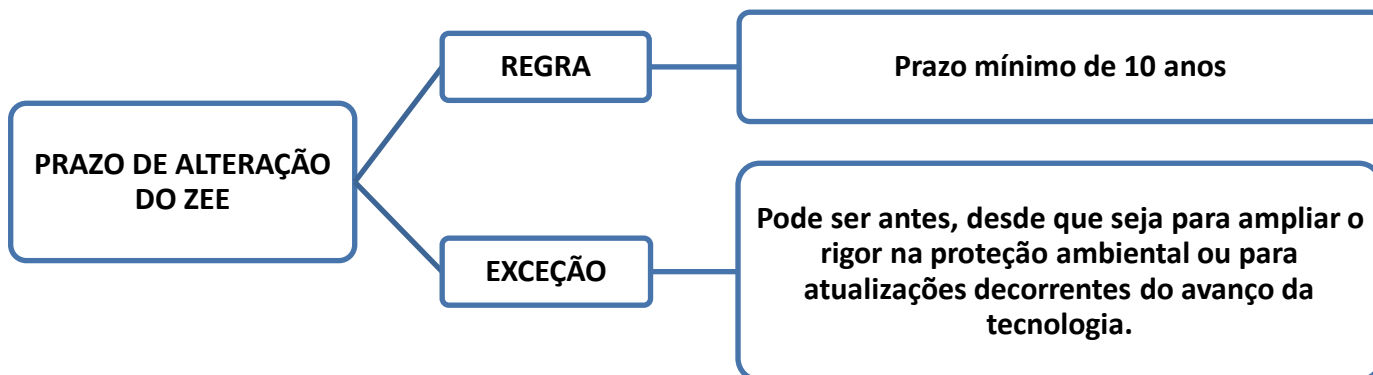 PRAZO DE ALTERAÇÃO
DO ZEE
REGRA
Prazo mínimo de 10 anos
EXCEÇÃO
Pode ser antes, desde que seja para ampliar o
rigor na proteção ambiental ou para
atualizações decorrentes do avanço da
tecnologia.